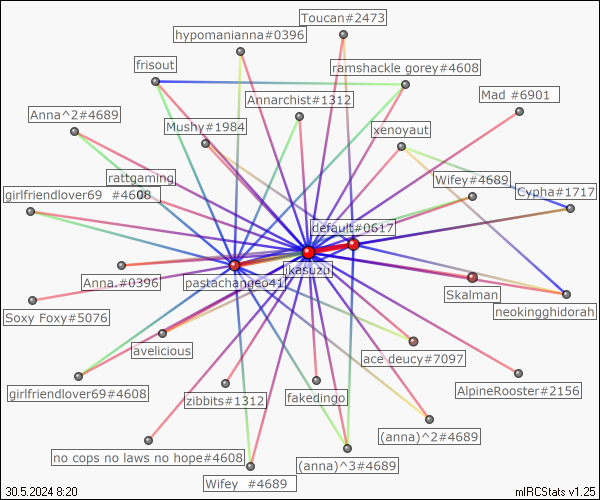 Toucan#2473
hypomanianna#0396
frisout
ramshackle gorey#4608
Mad #6901
Annarchist#1312
Anna^2#4689
Mushy#1984
xenoyaut
rattgaming
Wifey#4689
girlfriendlover69 #4608
Cypha#1717
default#0617
Anna.#0396
pastachangeo41
ikasuzu
Skalman
neokingghidorah
Soxy Foxy#5076
avelicious
ace deucy#7097
girlfriendlover69#4608
zibbits#1312
fakedingo
AlpineRooster#2156
(anna)^2#4689
no cops no laws no hope#4608
(anna)^3#4689
Wifey #4689
30.5.2024 8:20
mIRCStats v1.25